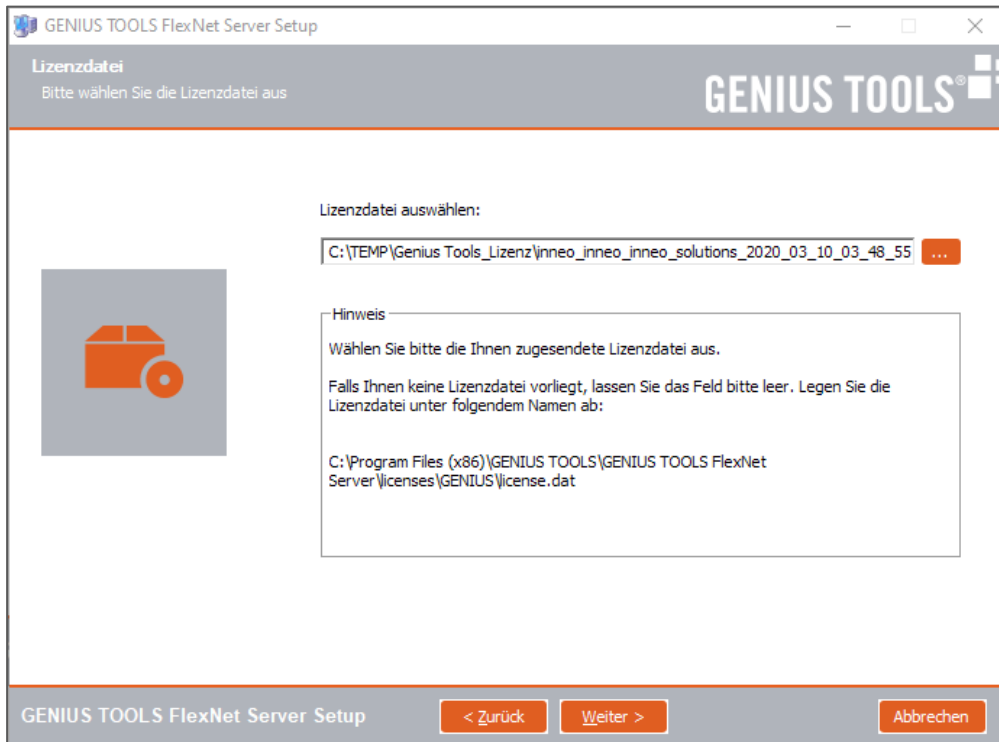 GENIUS TOOLS FlexNet Server Setup
Lizenzdatei
Bitte wählen Sie die Lizenzdatei aus
GENIUS TOOLS®
Lizenzdatei auswählen:
C:\TEMP\Genius Tools_Lizenz\inneo_inneo_inneo_solutions_2020_03_10_03_48_55
...
Hinweis
Wählen Sie bitte die Ihnen zugesendete Lizenzdatei aus.
Falls Ihnen keine Lizenzdatei vorliegt, lassen Sie das Feld bitte leer. Legen Sie die
Lizenzdatei unter folgendem Namen ab:
C:\Program Files (x86)\GENIUS TOOLS\GENIUS TOOLS FlexNet
Server\licenses\GENIUS\license.dat
GENIUS TOOLS FlexNet Server Setup
< Zurück
Weiter >
Abbrechen